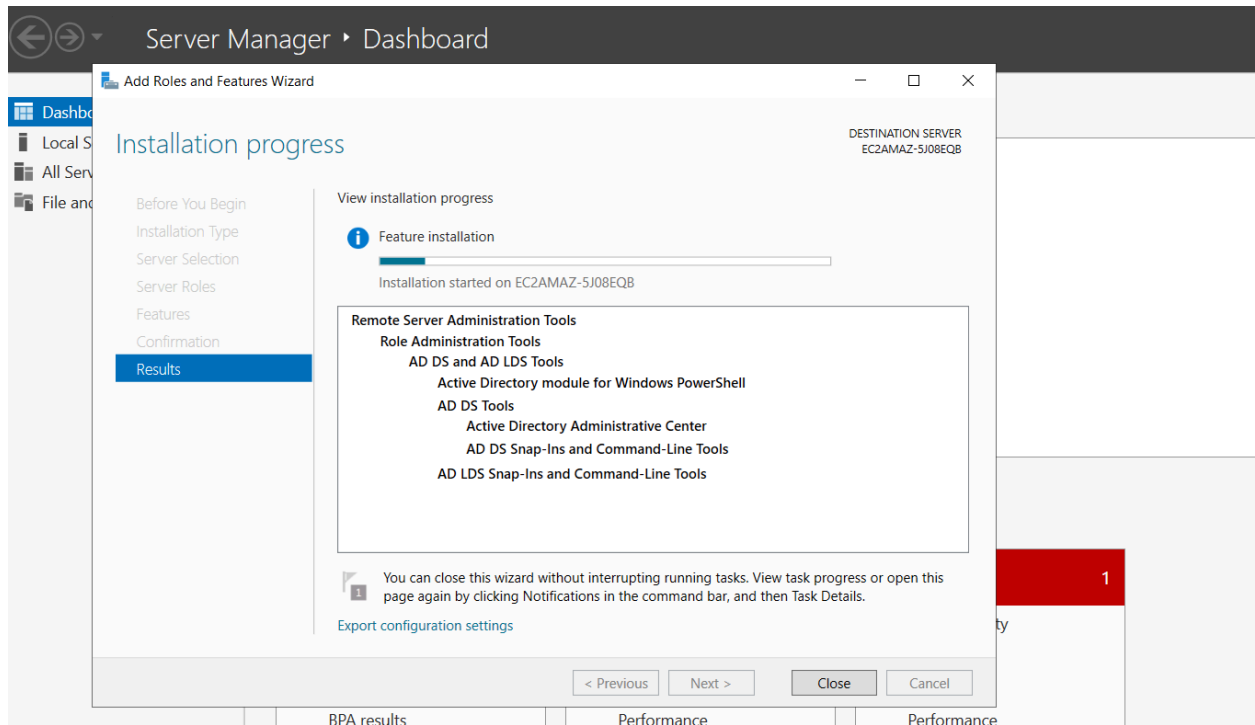 Server Manager • Dashboard
Add Roles and Features Wizard
Dashbo
Local S
All Serv
File and
Installation progress
DESTINATION SERVER
EC2AMAZ-5J08EQB
Before You Begin
Installation Type
Server Selection
Server Roles
Features
Confirmation
Results
View installation progress
Feature installation
Installation started on EC2AMAZ-5J08EQB
Remote Server Administration Tools
Role Administration Tools
AD DS and AD LDS Tools
Active Directory module for Windows PowerShell
AD DS Tools
Active Directory Administrative Center
AD DS Snap-Ins and Command-Line Tools
AD LDS Snap-Ins and Command-Line Tools
1
You can close this wizard without interrupting running tasks. View task progress or open this
page again by clicking Notifications in the command bar, and then Task Details.
Export configuration settings
< Previous
Next >
Close
Cancel
1
ty
BPA results
Performance
Performance